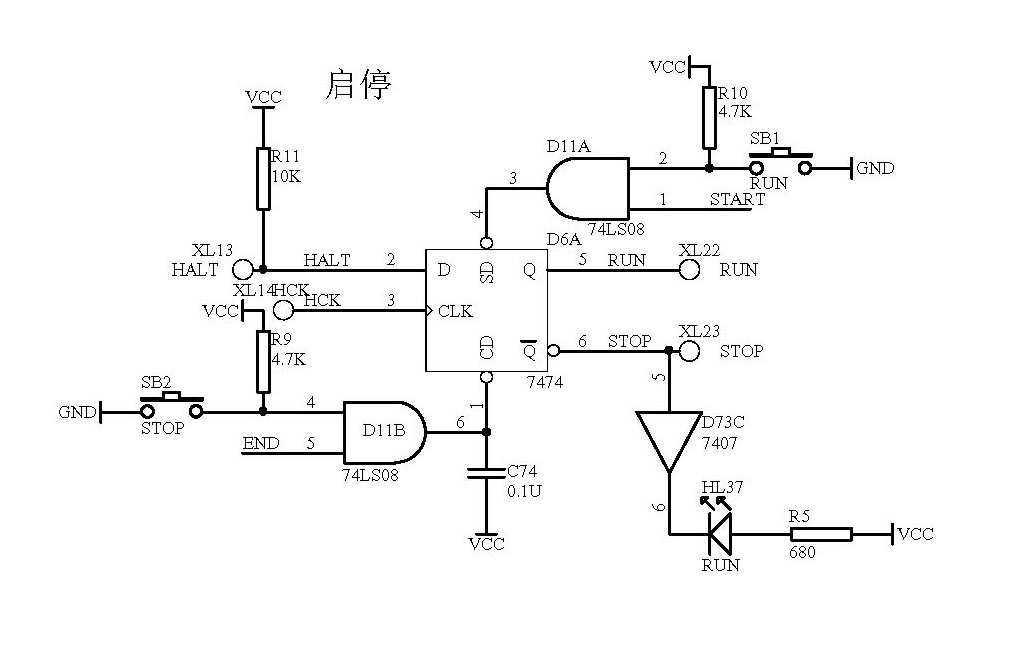 启停
VCC
R10
4.7K
VCC
R11
10K
D11A
SB1
2
GND
RUN
3
1
START
4
74LS08
D6A
XL13
HALT
HALT
2
D
SD
Q
5
RUN
XL22
RUN
XL14
HCK
HCK
3
CLK
VCC
R9
4.7K
CD
Q
6
STOP
XL23
STOP
7474
5
SB2
GND
STOP
4
1
D11B
6
END
5
74LS08
D73C
7407
C74
0.1U
6
HL37
R5
VCC
680
VCC
RUN